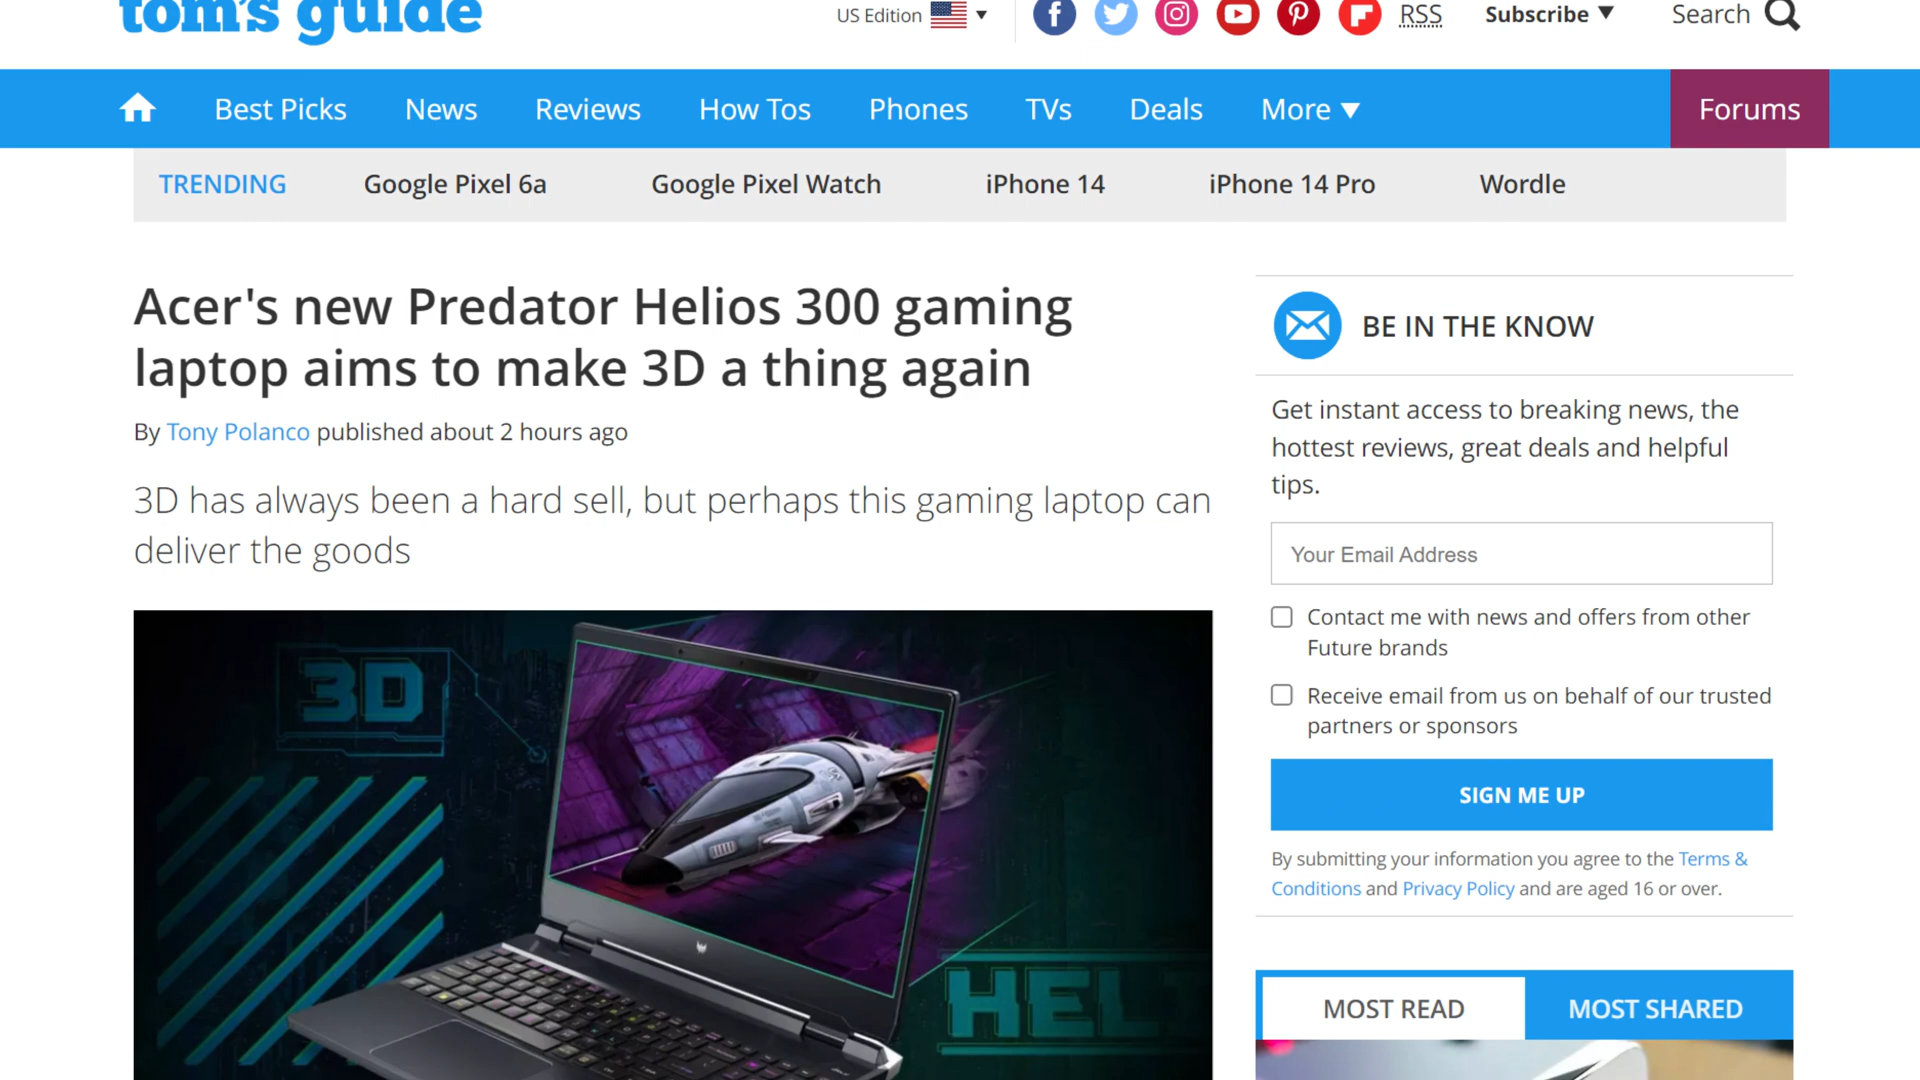 tom's guide
US Edition
RSS
Subscribe
Search
Best Picks
News
Reviews
How Tos
Phones
TVs
Deals
More
Forums
TRENDING
Google Pixel 6a
Google Pixel Watch
iPhone 14
iPhone 14 Pro
Wordle
Acer's new Predator Helios 300 gaming
laptop aims to make 3D a thing again
By Tony Polanco published about 2 hours ago
3D has always been a hard sell, but perhaps this gaming laptop can
deliver the goods
3D
HELI
BE IN THE KNOW
Get instant access to breaking news, the
hottest reviews, great deals and helpful
tips.
Your Email Address
Contact me with news and offers from other
Future brands
Receive email from us on behalf of our trusted
partners or sponsors
SIGN ME UP
By submitting your information you agree to the Terms &
Conditions and Privacy Policy and are aged 16 or over.
MOST READ
MOST SHARED